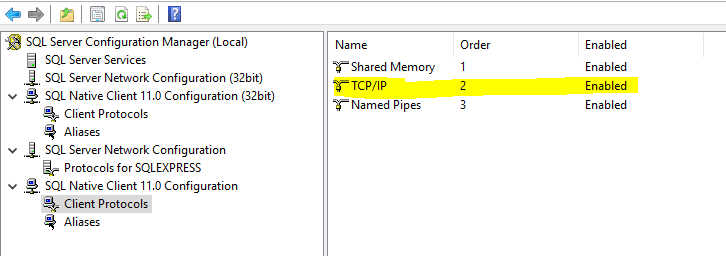 SQL Server Configuration Manager (Local)
SQL Server Services
SQL Server Network Configuration (32bit)
SQL Native Client 11.0 Configuration (32bit)
Client Protocols
Aliases
SQL Server Network Configuration
Protocols for SQLEXPRESS
SQL Native Client 11.0 Configuration
Client Protocols
Aliases
Name Order Enabled
Shared Memory 1 Enabled
TCP/IP 2 Enabled
Named Pipes 3 Enabled